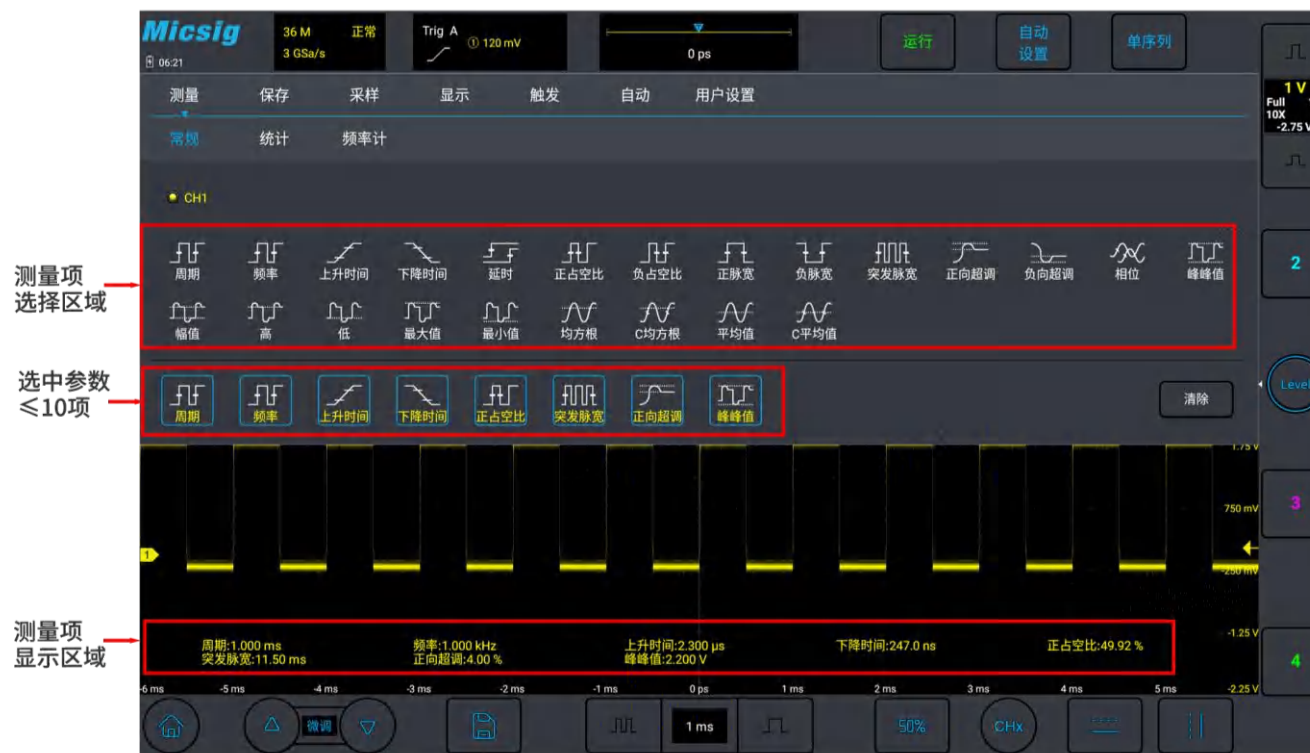 Micsig
36 M 正常
3 GSa/s
Trig A
① 120 mV
0 ps
运行
自动
设置
单序列
06:21
1 V
Full
10X
-2.75 V
测量 保存 采样 显示 触发 自动 用户设置
常规 统计 频率计
CH1
测量项
选择区域
周期 频率 上升时间 下降时间 延时 正占空比 负占空比 正脉宽 负脉宽 突发脉宽 正向超调 负向超调 相位 峰峰值
幅值 高 低 最大值 最小值 均方根 C均方根 平均值 C平均值
2
选中参数
≤10项
周期 频率 上升时间 下降时间 正占空比 突发脉宽 正向超调 峰峰值
清除
Level
1.75 V
750 mV
3
1
-250 mV
测量项
显示区域
周期:1.000 ms 频率:1.000 kHz 上升时间:2.300 μs 下降时间:247.0 ns 正占空比:49.92 %
突发脉宽:11.50 ms 正向超调:4.00 % 峰峰值:2.200 V
-1.25 V
4
-6 ms -5 ms -4 ms -3 ms -2 ms -1 ms 0 ps 1 ms 2 ms 3 ms 4 ms 5 ms -2.25 V
微调 1 ms 50% CHx